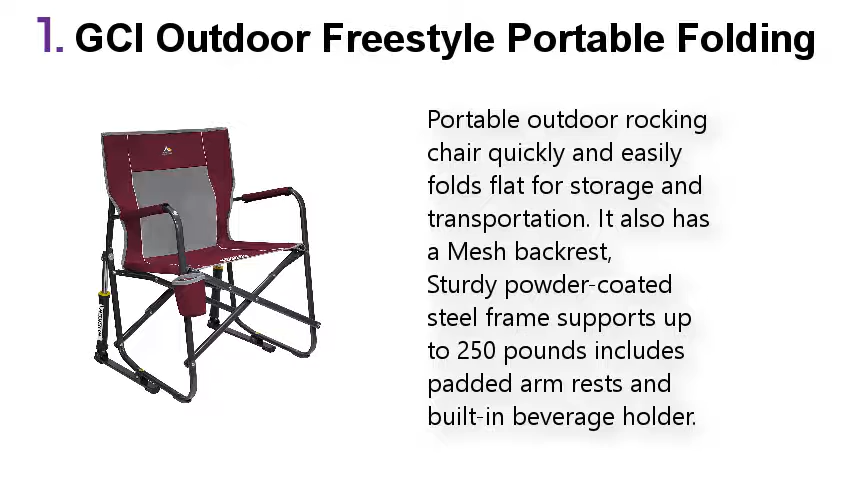 1. GCI Outdoor Freestyle Portable Folding
Portable outdoor rocking
chair quickly and easily
folds flat for storage and
transportation. It also has
a Mesh backrest,
Sturdy powder-coated
steel frame supports up
to 250 pounds includes
padded arm rests and
built-in beverage holder.